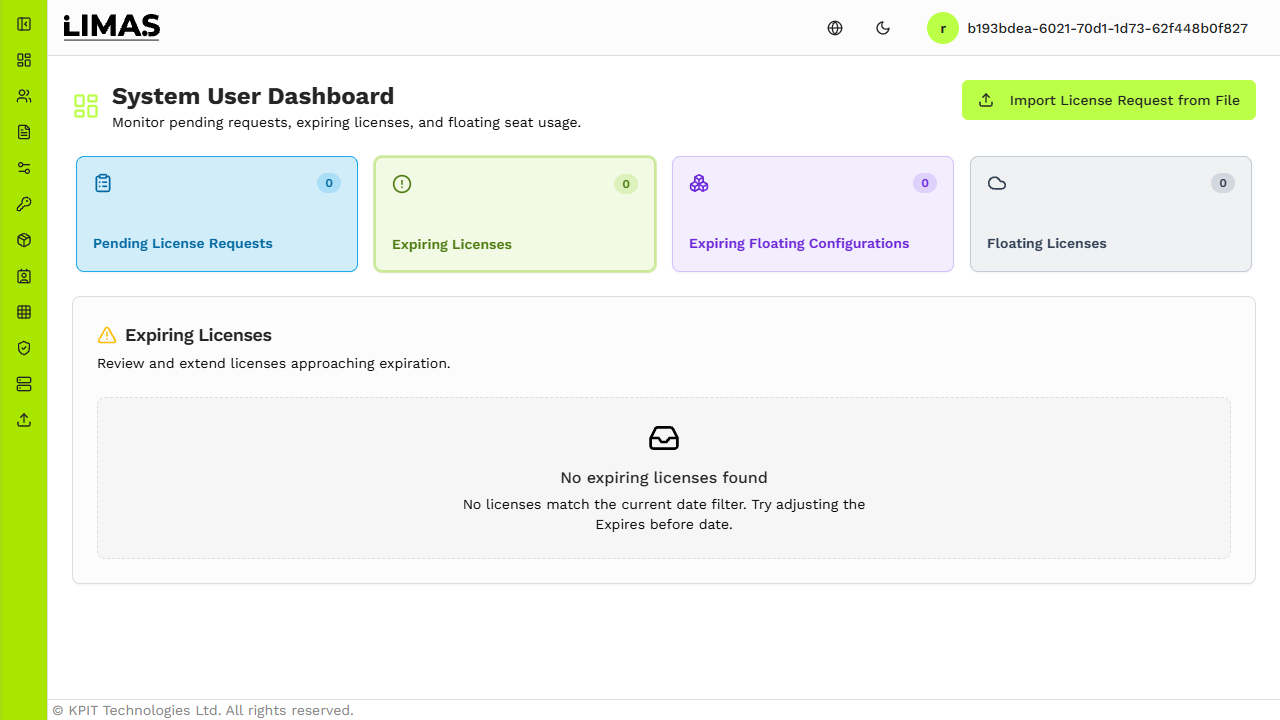 LIMAS
r
b193bdea-6021-70d1-1d73-62f448b0f827
System User Dashboard
Monitor pending requests, expiring licenses, and floating seat usage.
Import License Request from File
0
Pending License Requests
0
Expiring Licenses
0
Expiring Floating Configurations
0
Floating Licenses
Expiring Licenses
Review and extend licenses approaching expiration.
No expiring licenses found
No licenses match the current date filter. Try adjusting the
Expires before date.
© KPIT Technologies Ltd. All rights reserved.